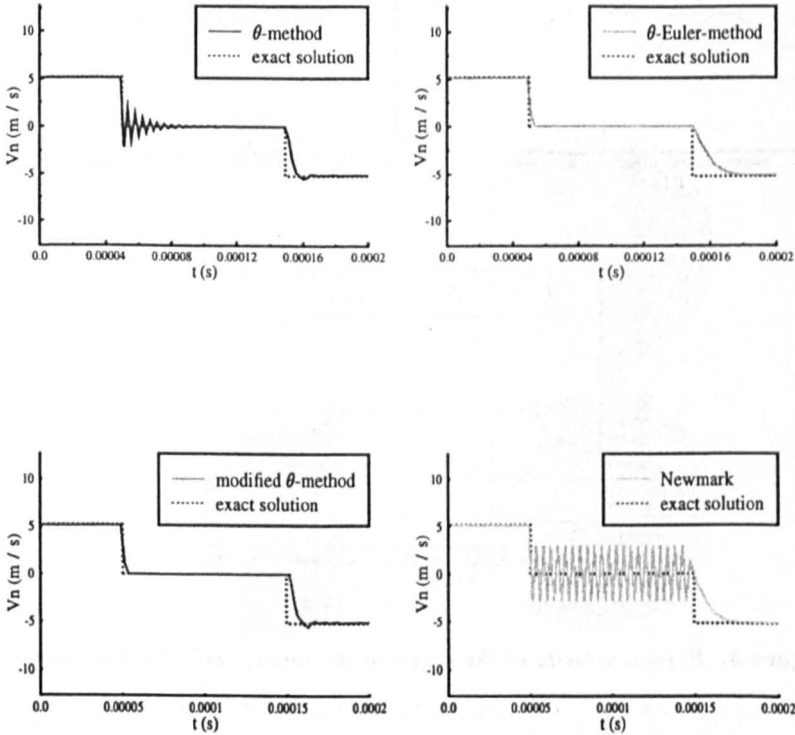 θ-method
exact solution
Vn (m / s)
10
5
0
-5
-10
0.0
0.00004
0.00008
0.00012
0.00016
0.0002
t (s)
θ-Euler-method
exact solution
Vn (m / s)
10
5
0
-5
-10
0.0
0.00004
0.00008
0.00012
0.00016
0.0002
t (s)
modified θ-method
exact solution
Vn (m / s)
10
5
0
-5
-10
0.0
0.00005
0.0001
0.00015
0.0002
t (s)
Newmark
exact solution
Vn (m / s)
10
5
0
-5
-10
0.0
0.00005
0.0001
0.00015
0.0002
t (s)